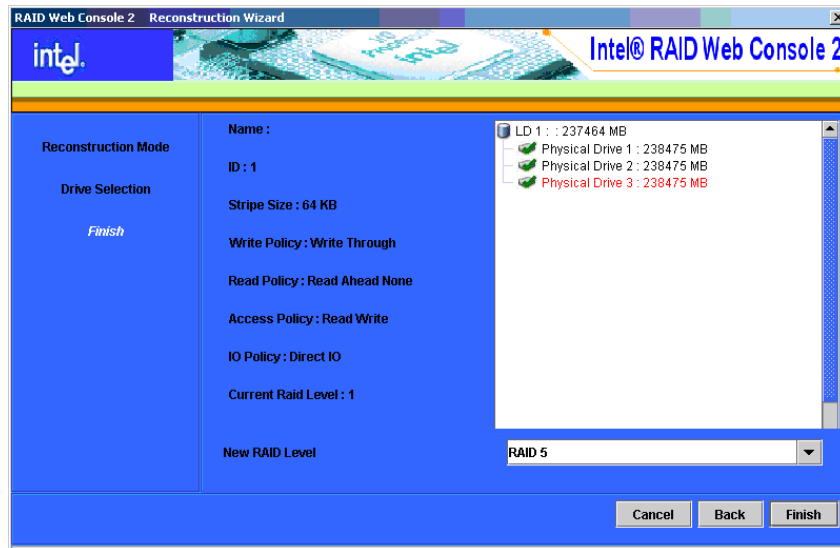 RAID Web Console 2 Reconstruction Wizard
intel.
Intel® RAID Web Console 2
Reconstruction Mode
Drive Selection
Finish
Name :
ID : 1
Stripe Size : 64 KB
Write Policy : Write Through
Read Policy : Read Ahead None
Access Policy : Read Write
IO Policy : Direct IO
Current Raid Level : 1
LD 1 : : 237464 MB
Physical Drive 1 : 238475 MB
Physical Drive 2 : 238475 MB
Physical Drive 3 : 238475 MB
New RAID Level
RAID 5
Cancel
Back
Finish